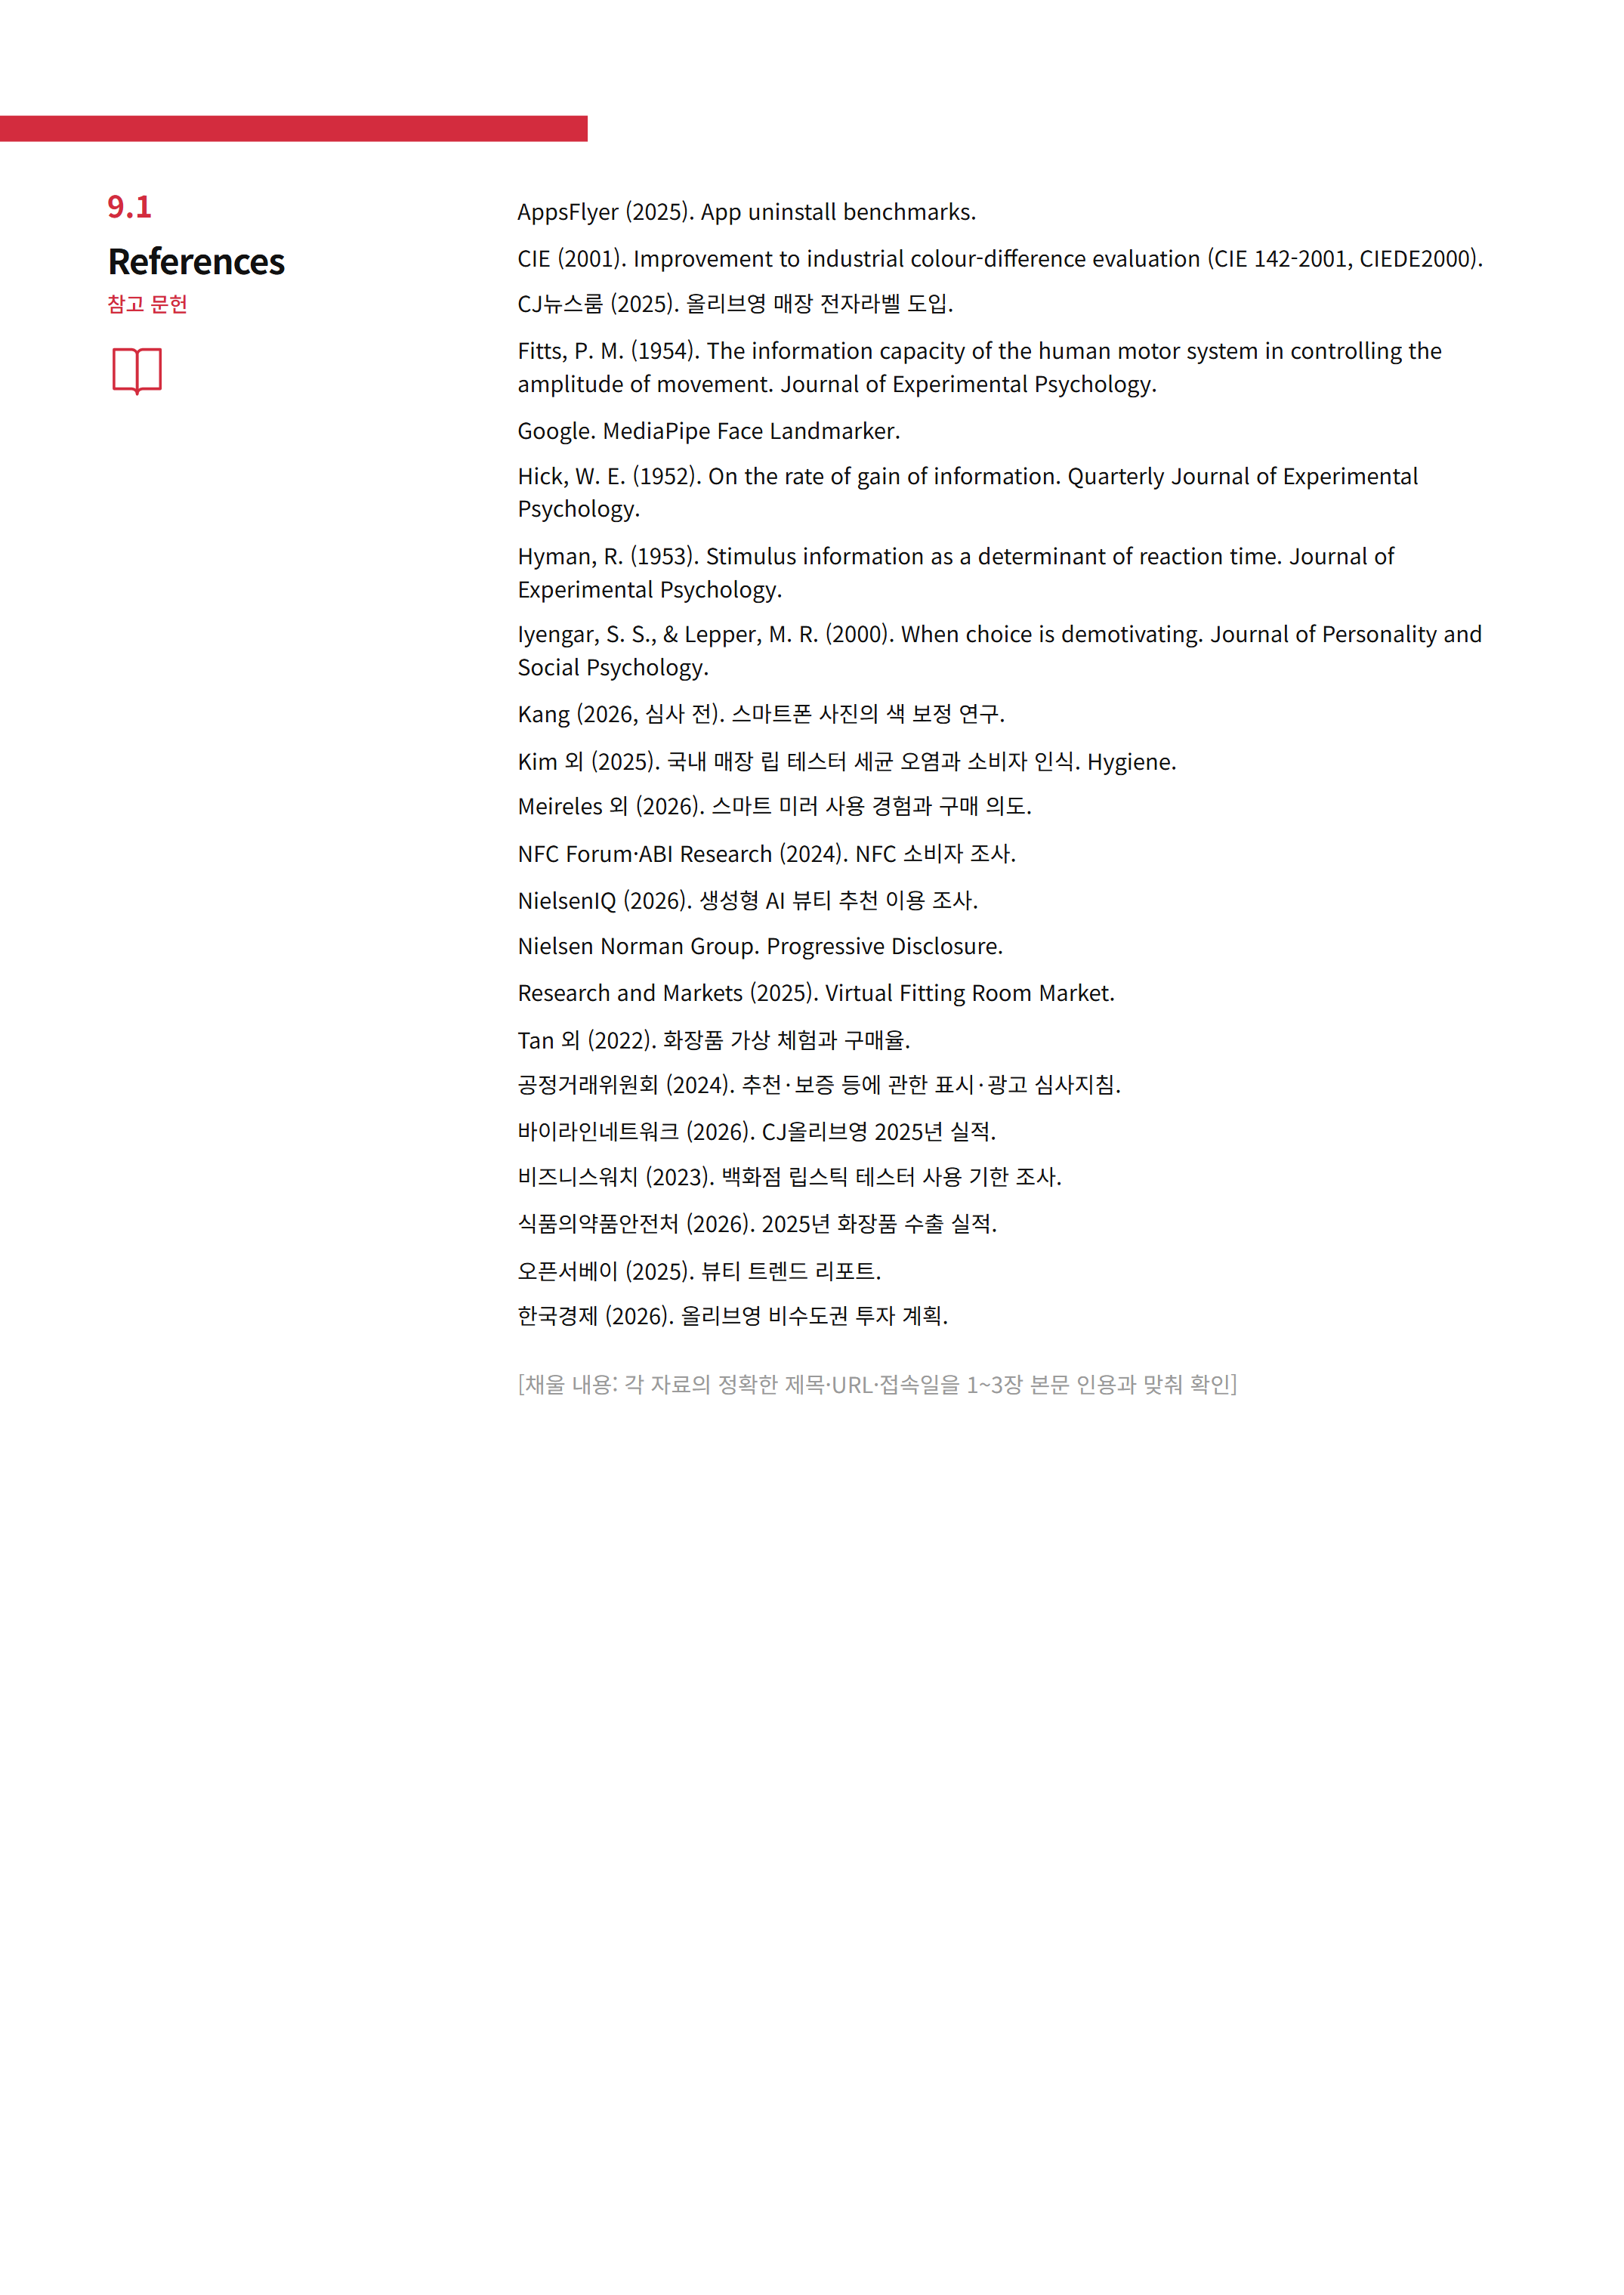 9.1
References
참고 문헌
AppsFlyer (2025). App uninstall benchmarks.
CIE (2001). Improvement to industrial colour-difference evaluation (CIE 142-2001, CIEDE2000).
CJ뉴스룸 (2025). 올리브영 매장 전자라벨 도입.
Fitts, P. M. (1954). The information capacity of the human motor system in controlling the
amplitude of movement. Journal of Experimental Psychology.
Google. MediaPipe Face Landmarker.
Hick, W. E. (1952). On the rate of gain of information. Quarterly Journal of Experimental
Psychology.
Hyman, R. (1953). Stimulus information as a determinant of reaction time. Journal of
Experimental Psychology.
Iyengar, S. S., & Lepper, M. R. (2000). When choice is demotivating. Journal of Personality and
Social Psychology.
Kang (2026, 심사 전). 스마트폰 사진의 색 보정 연구.
Kim 외 (2025). 국내 매장 립 테스터 세균 오염과 소비자 인식. Hygiene.
Meireles 외 (2026). 스마트 미러 사용 경험과 구매 의도.
NFC Forum·ABI Research (2024). NFC 소비자 조사.
NielsenIQ (2026). 생성형 AI 뷰티 추천 이용 조사.
Nielsen Norman Group. Progressive Disclosure.
Research and Markets (2025). Virtual Fitting Room Market.
Tan 외 (2022). 화장품 가상 체험과 구매율.
공정거래위원회 (2024). 추천·보증 등에 관한 표시·광고 심사지침.
바이라인네트워크 (2026). CJ올리브영 2025년 실적.
비즈니스워치 (2023). 백화점 립스틱 테스터 사용 기한 조사.
식품의약품안전처 (2026). 2025년 화장품 수출 실적.
오픈서베이 (2025). 뷰티 트렌드 리포트.
한국경제 (2026). 올리브영 비수도권 투자 계획.
[채울 내용: 각 자료의 정확한 제목·URL·접속일을 1~3장 본문 인용과 맞춰 확인]